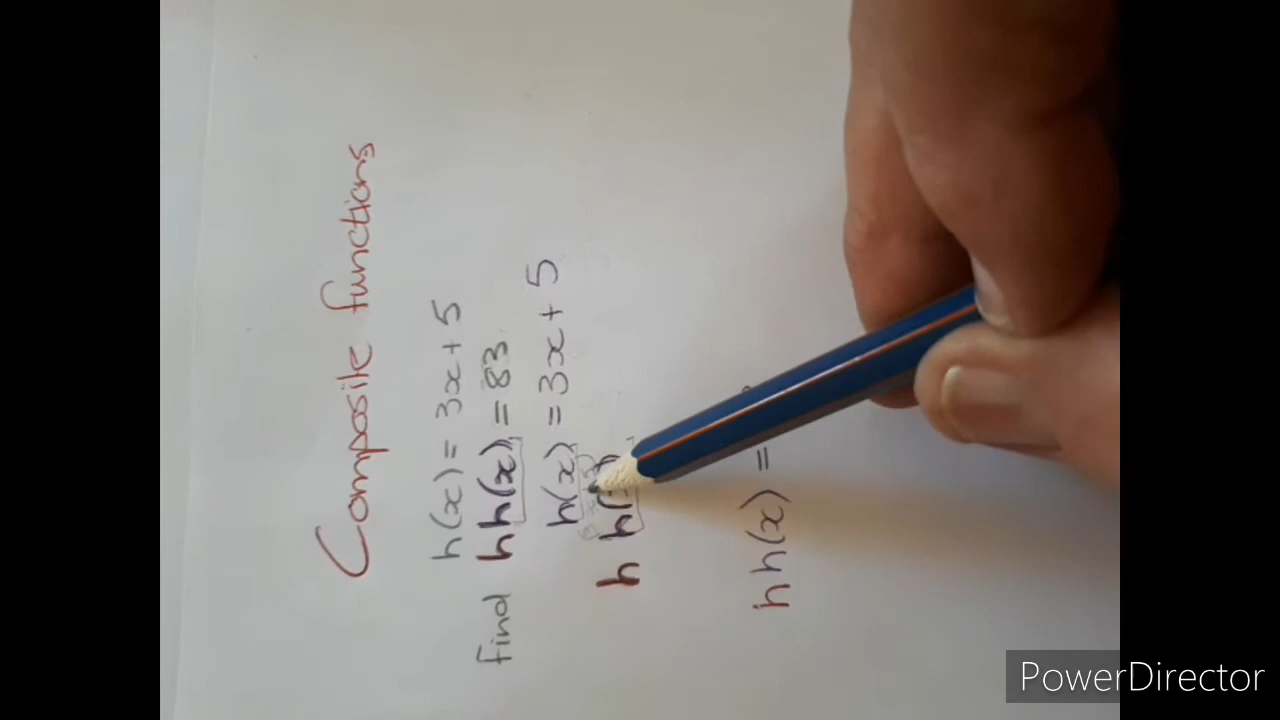 Composite functions
h(x) = 3x + 5
find hh(x) = 83
h(x) = 3x + 5
h h(
hh(x) =
PowerDirector